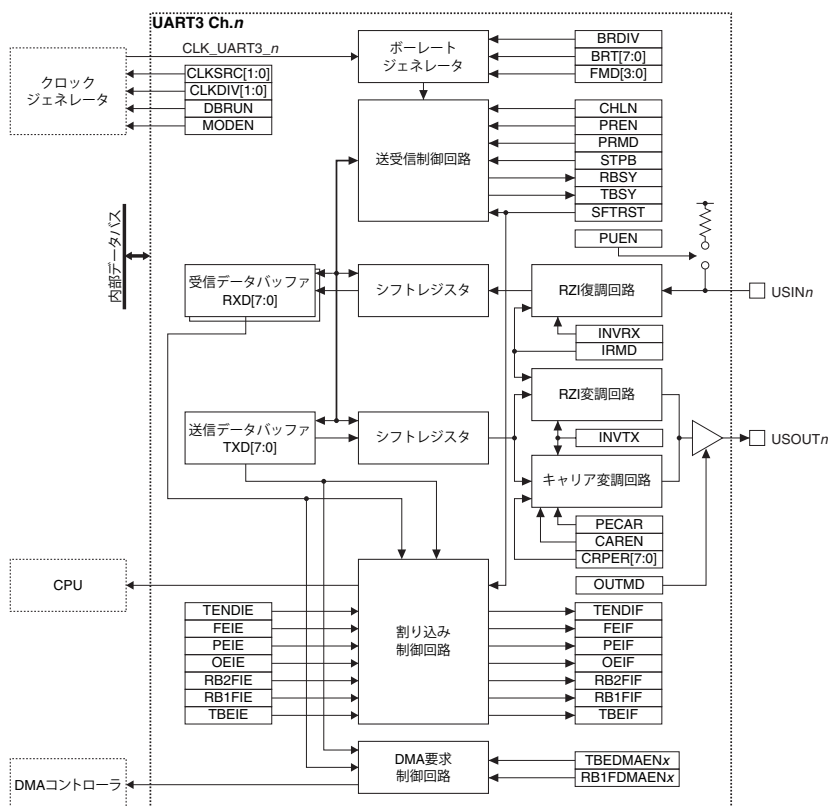 UART3 Ch.n
CLK_UART3_n
クロック
ジェネレータ
CLKSRC[1:0]
CLKDIV[1:0]
DBRUN
MODEN
ボーレート
ジェネレータ
BRDIV
BRT[7:0]
FMD[3:0]
送受信制御回路
CHLN
PREN
PRMD
STPB
RBSY
TBSY
SFTRST
PUEN
内部データバス
受信データバッファ
RXD[7:0]
シフトレジスタ
RZI復調回路
USINn
INVRX
IRMD
RZI変調回路
送信データバッファ
TXD[7:0]
シフトレジスタ
INVTX
USOUTn
キャリア変調回路
PECAR
CAREN
CRPER[7:0]
OUTMD
CPU
割り込み
制御回路
TENDIE
FEIE
PEIE
OEIE
RB2FIE
RB1FIE
TBEIE
TENDIF
FEIF
PEIF
OEIF
RB2FIF
RB1FIF
TBEIF
DMA要求
制御回路
TBEDMAENx
RB1FDMAENx
DMAコントローラ